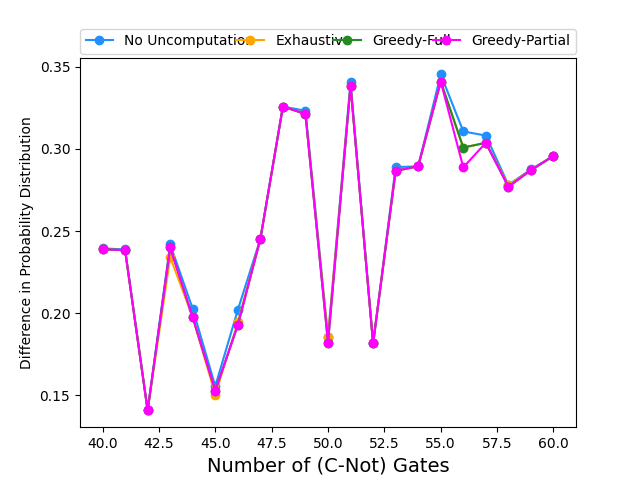 No Uncomputation Exhaustive Greedy-Full Greedy-Partial
0.35
0.30
0.25
0.20
0.15
Difference in Probability Distribution
40.0 42.5 45.0 47.5 50.0 52.5 55.0 57.5 60.0
Number of (C-Not) Gates